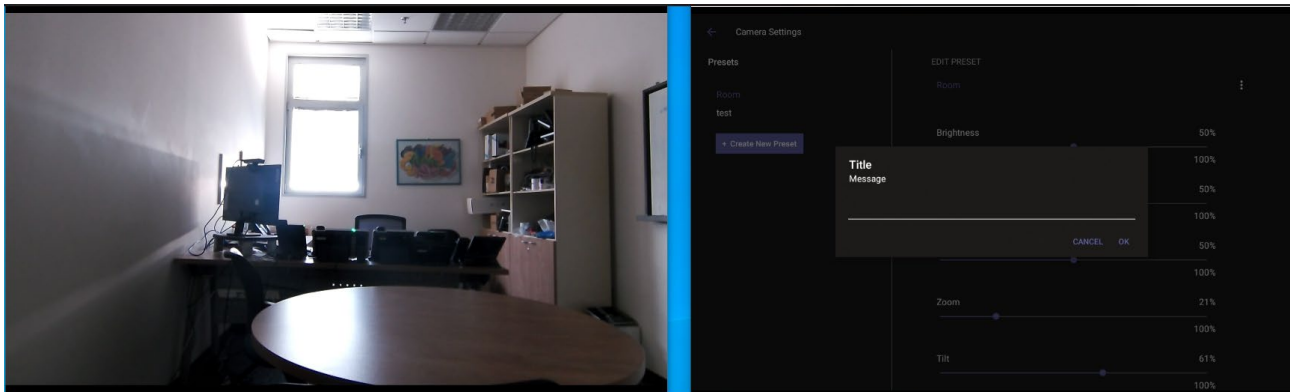 ← Camera Settings
Presets
Room
test
+ Create New Preset
EDIT PRESET
Room
Brightness 50%
100%
50%
100%
50%
100%
Zoom 21%
100%
Tilt 61%
100%
Title
Message
CANCEL OK